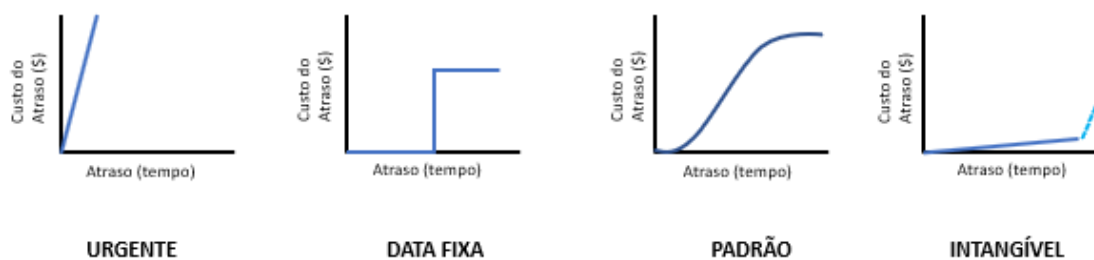 Custo do
Atraso ($)
Atraso (tempo)
URGENTE
Custo do
Atraso ($)
Atraso (tempo)
DATA FIXA
Custo do
Atraso ($)
Atraso (tempo)
PADRÃO
Custo do
Atraso ($)
Atraso (tempo)
INTANGÍVEL